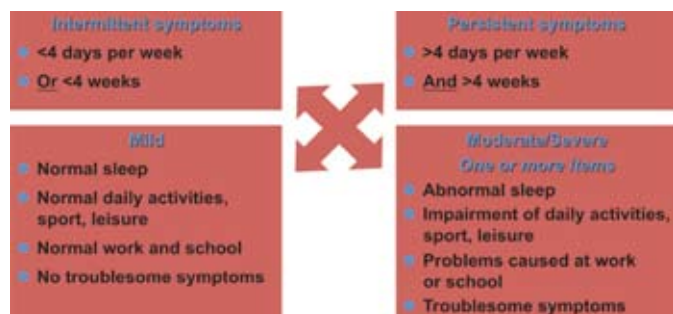 Intermittent symptoms
<4 days per week
Or <4 weeks
Persistent symptoms
>4 days per week
And >4 weeks
Mild
Normal sleep
Normal daily activities,
sport, leisure
Normal work and school
No troublesome symptoms
Moderate/Severe
One or more items
Abnormal sleep
Impairment of daily activities,
sport, leisure
Problems caused at work
or school
Troublesome symptoms